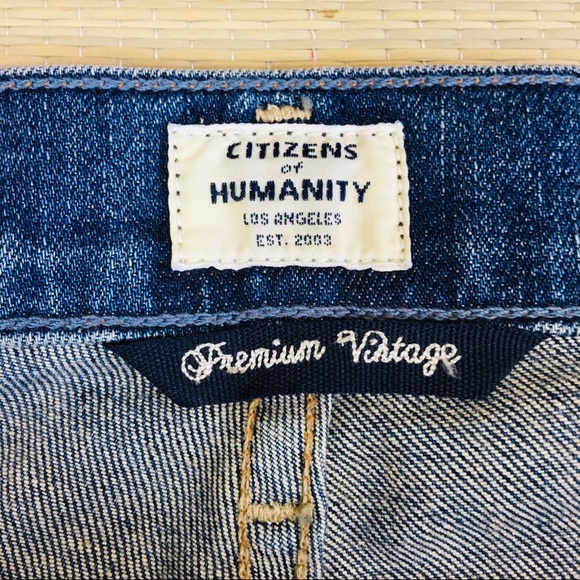 CITIZENS
of
HUMANITY
LOS ANGELES
EST. 2003
Premium Vintage